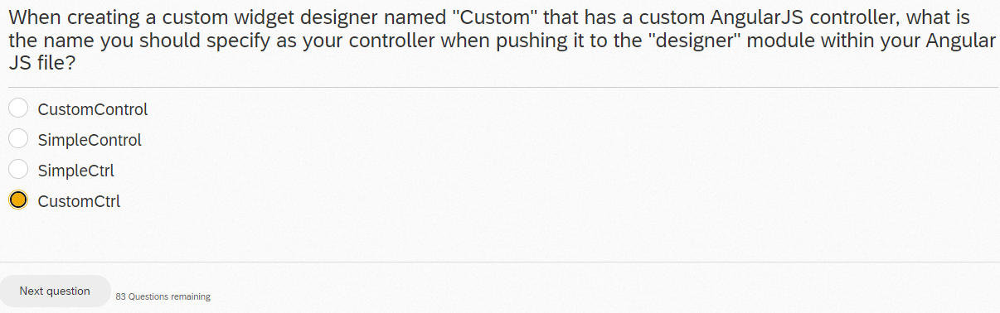 When creating a custom widget designer named "Custom" that has a custom AngularJS controller, what is
the name you should specify as your controller when pushing it to the "designer" module within your Angular
JS file?
CustomControl
SimpleControl
SimpleCtrl
CustomCtrl
Next question
83 Questions remaining